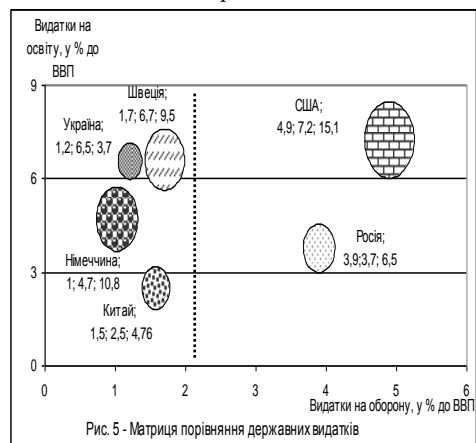 Видатки на
освіту, у % до
ВВП
9
6
3
0
Швеція;
1,7; 6,7; 9,5
Україна;
1,2; 6,5; 3,7
США;
4,9; 7,2; 15,1
Росія;
3,9;3,7; 6,5
Німеччина;
1; 4,7; 10,8
Китай;
1,5; 2,5; 4,76
0 1 2 3 4 5 6
Видатки на оборону, у % до ВВП
Рис. 5 - Матриця порівняння державних видатків